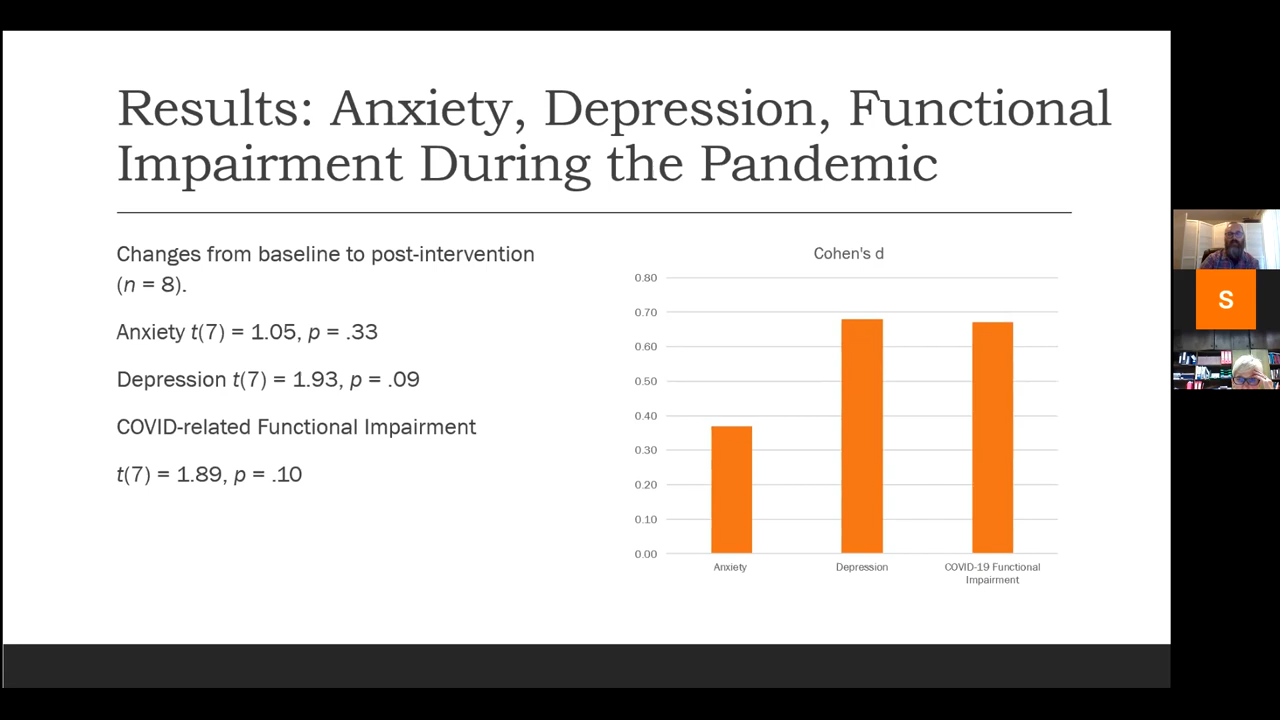 Results: Anxiety, Depression, Functional
Impairment During the Pandemic
Changes from baseline to post-intervention
(n = 8).
Anxiety t(7) = 1.05, p = .33
Depression t(7) = 1.93, p = .09
COVID-related Functional Impairment
t(7) = 1.89, p = .10
Cohen's d
0.80
0.70
0.60
0.50
0.40
0.30
0.20
0.10
0.00
Anxiety
Depression
COVID-19 Functional
Impairment
S